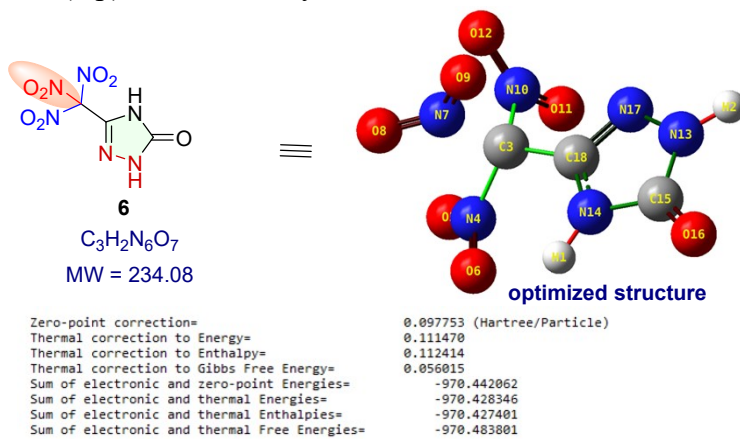 O₂N NO₂
O₂N
H
N
O
N
N
H
6
C₃H₂N₆O₇
MW = 234.08
O12
O9
N10
N7
O8
O11
N17
N13
C3
C18
N4
N14
C15
O16
O6
optimized structure
Zero-point correction= 0.097753 (Hartree/Particle)
Thermal correction to Energy= 0.111470
Thermal correction to Enthalpy= 0.112414
Thermal correction to Gibbs Free Energy= 0.056015
Sum of electronic and zero-point Energies= -970.442062
Sum of electronic and thermal Energies= -970.428346
Sum of electronic and thermal Enthalpies= -970.427401
Sum of electronic and thermal Free Energies= -970.483801